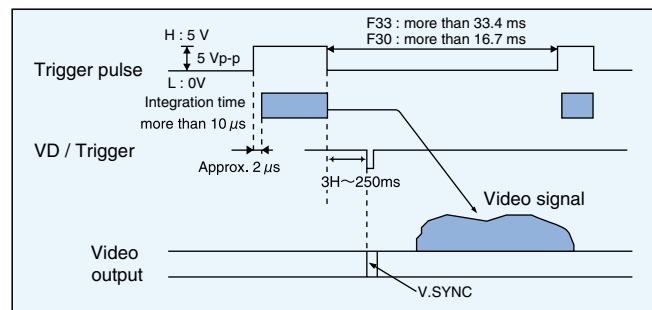 F33 : more than 33.4 ms
F30 : more than 16.7 ms
H : 5 V
5 Vp-p
Trigger pulse
L : 0V
Integration time
more than 10 μs
VD / Trigger
Approx. 2 μs
3H～250ms
Video signal
Video
output
V.SYNC